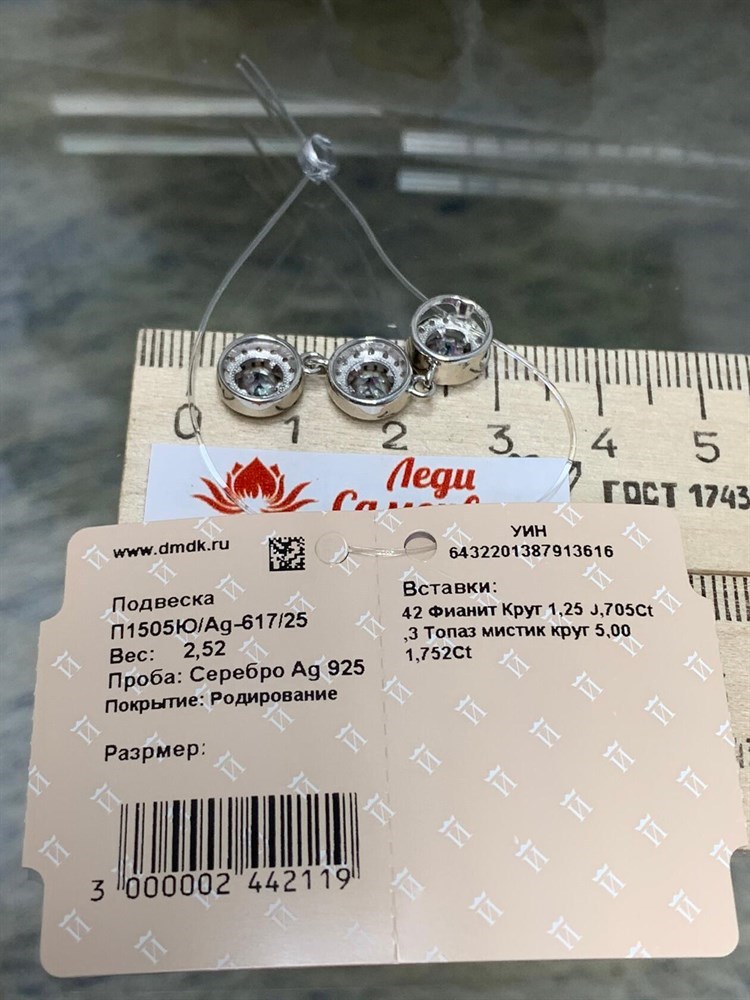 0 1 2 3 4 5
ГОСТ 1743
Леди
www.dmdk.ru
Подвеска
П1505Ю/Ag-617/25
Вес: 2,52
Проба: Серебро Ag 925
Покрытие: Родирование
Разрмер:
3 000002 442119
УИН
6432201387913616
Вставки:
42 Фианит Круг 1,25 J,705Ct
,3 Топаз мистик круг 5,00
1,752Ct